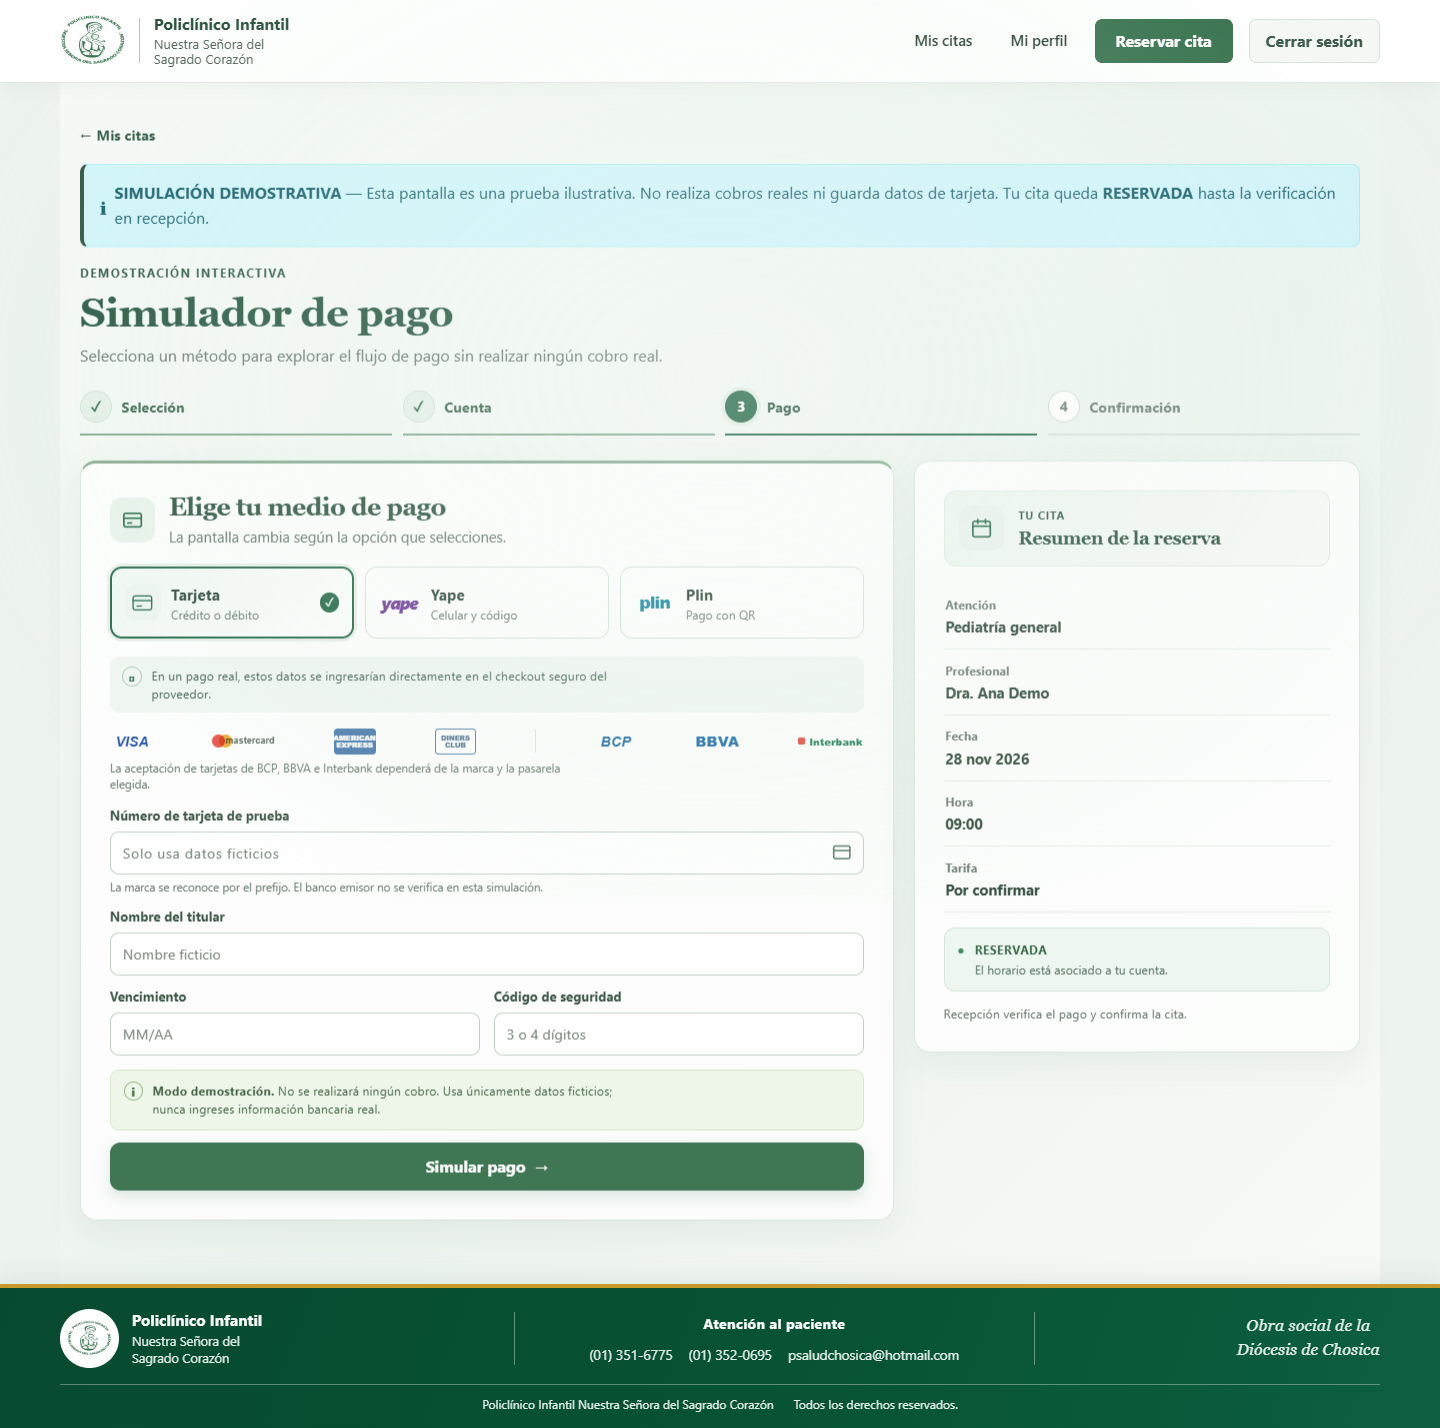 Policlínico Infantil
Nuestra Señora del
Sagrado Corazón
Mis citas
Mi perfil
Reservar cita
Cerrar sesión
← Mis citas
SIMULACIÓN DEMOSTRATIVA — Esta pantalla es una prueba ilustrativa. No realiza cobros reales ni guarda datos de tarjeta. Tu cita queda RESERVADA hasta la verificación
en recepción.
DEMOSTRACIÓN INTERACTIVA
Simulador de pago
Selecciona un método para explorar el flujo de pago sin realizar ningún cobro real.
✓ Selección
✓ Cuenta
3 Pago
4 Confirmación
Elige tu medio de pago
La pantalla cambia según la opción que selecciones.
Tarjeta
Crédito o débito
yape
Yape
Celular y código
plin
Plin
Pago con QR
En un pago real, estos datos se ingresarían directamente en el checkout seguro del
proveedor.
VISA
mastercard
AMERICAN
EXPRESS
DINERS
CLUB
BCP
BBVA
Interbank
La aceptación de tarjetas de BCP, BBVA e Interbank dependerá de la marca y la pasarela
elegida.
Número de tarjeta de prueba
Solo usa datos ficticios
La marca se reconoce por el prefijo. El banco emisor no se verifica en esta simulación.
Nombre del titular
Nombre ficticio
Vencimiento
MM/AA
Código de seguridad
3 o 4 dígitos
Modo demostración. No se realizará ningún cobro. Usa únicamente datos ficticios;
nunca ingreses información bancaria real.
Simular pago →
TU CITA
Resumen de la reserva
Atención
Pediatría general
Profesional
Dra. Ana Demo
Fecha
28 nov 2026
Hora
09:00
Tarifa
Por confirmar
RESERVADA
El horario está asociado a tu cuenta.
Recepción verifica el pago y confirma la cita.
Policlínico Infantil
Nuestra Señora del
Sagrado Corazón
Atención al paciente
(01) 351-6775 (01) 352-0695 psaludchosica@hotmail.com
Obra social de la
Diócesis de Chosica
Policlínico Infantil Nuestra Señora del Sagrado Corazón Todos los derechos reservados.